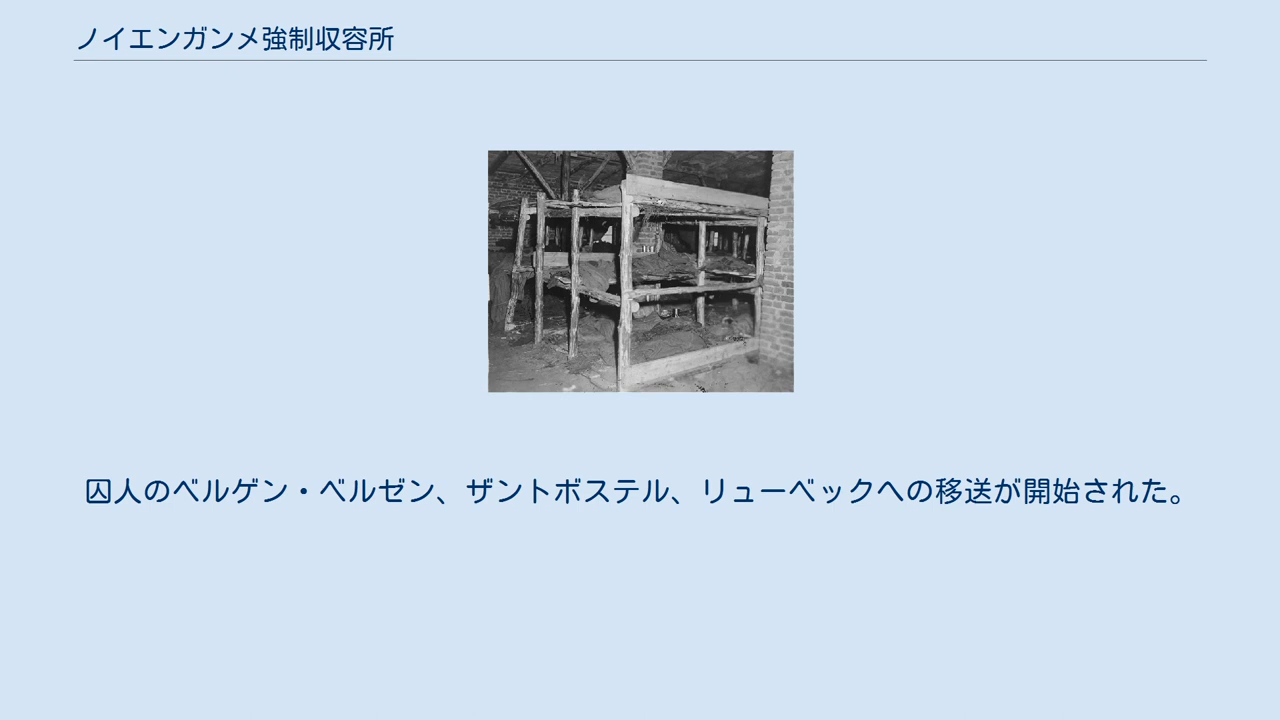 ノイエンガンメ強制収容所
囚人のベルゲン・ベルゼン、ザントボステル、リューベックへの移送が開始された。